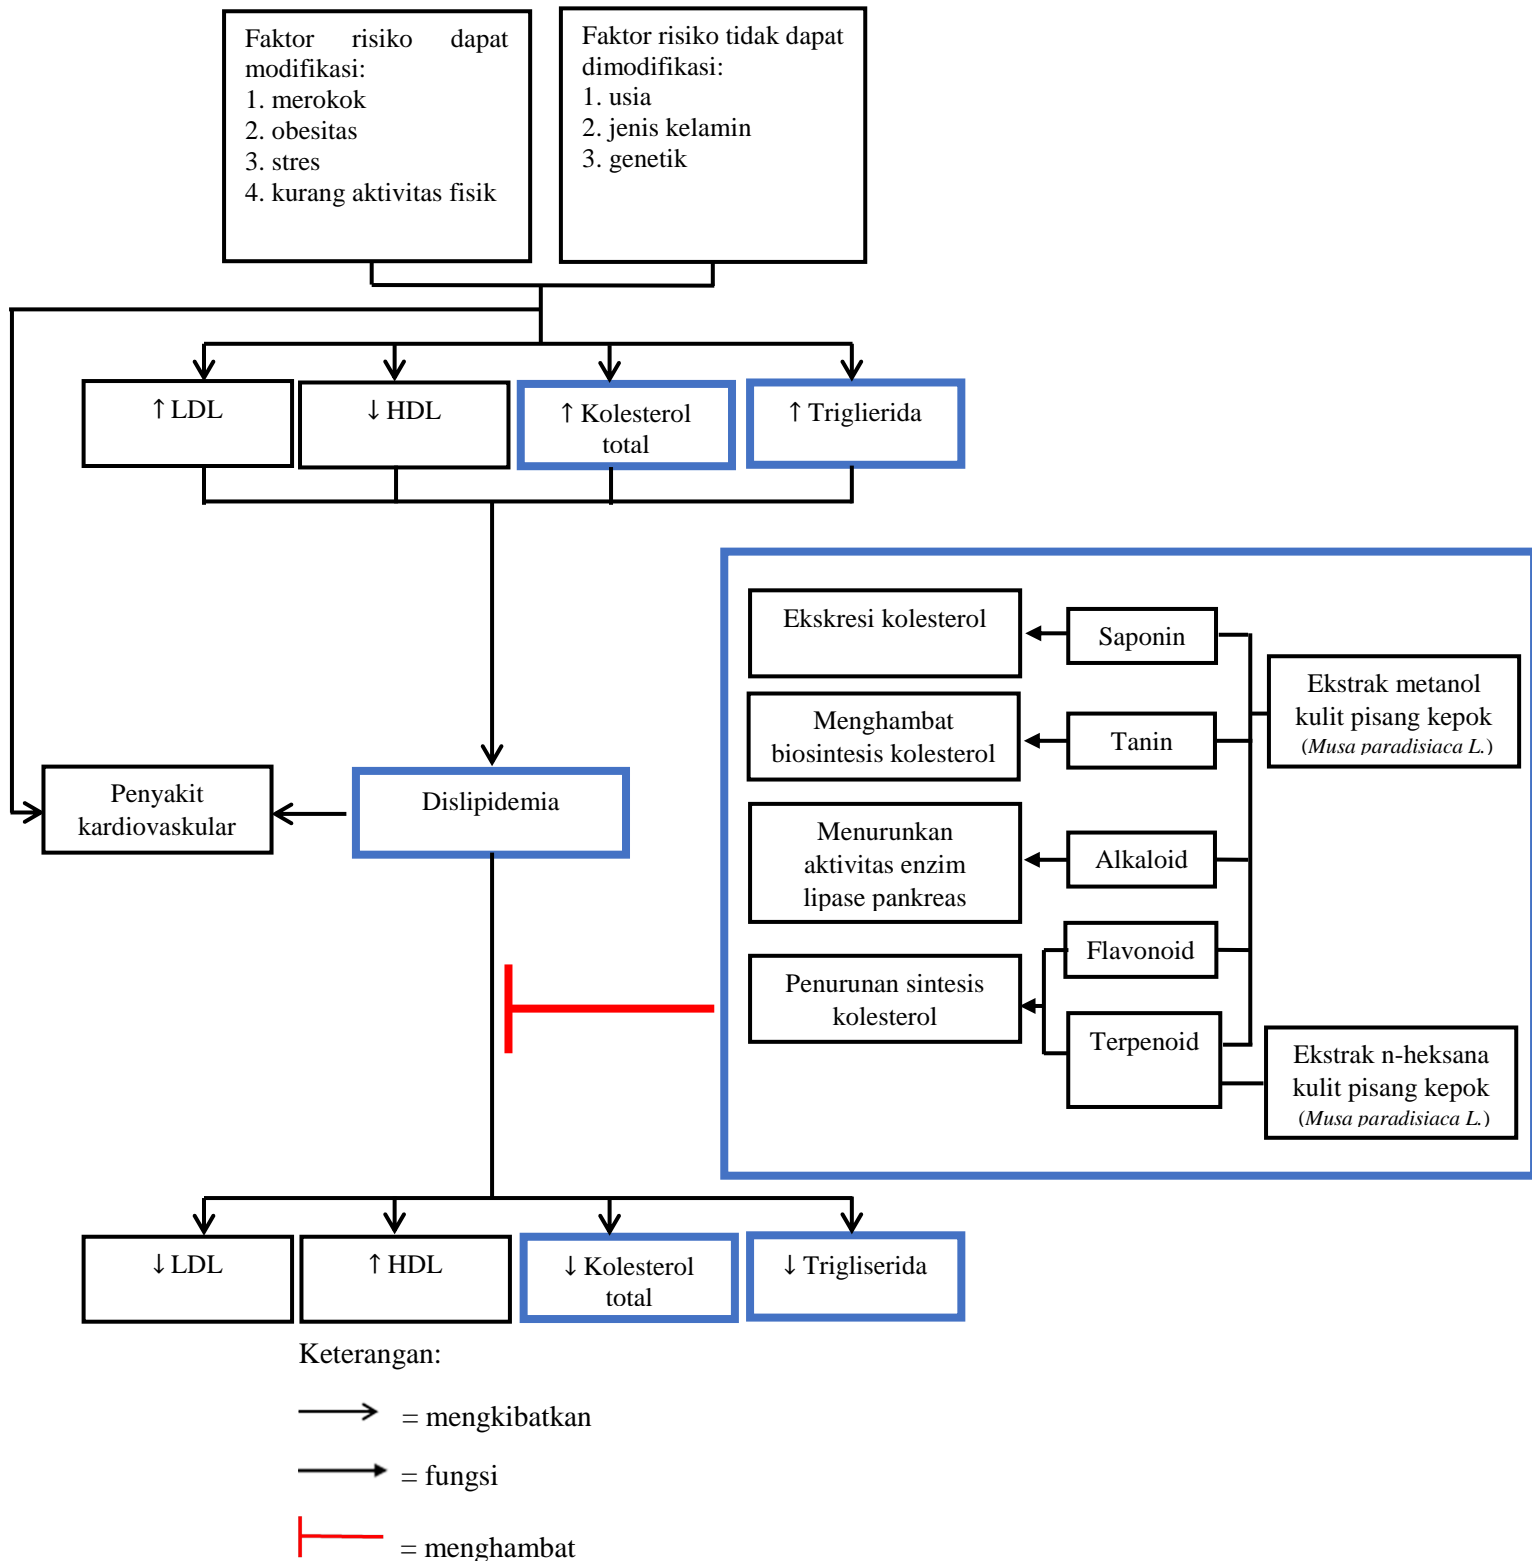 Faktor risiko dapat
modifikasi:
1. merokok
2. obesitas
3. stres
4. kurang aktivitas fisik
Faktor risiko tidak dapat
dimodifikasi:
1. usia
2. jenis kelamin
3. genetik
↑ LDL
↓ HDL
↑ Kolesterol
total
↑ Triglierida
Ekskresi kolesterol
Saponin
Ekstrak metanol
kulit pisang kepok
(Musa paradisiaca L.)
Menghambat
biosintesis kolesterol
Tanin
Penyakit
kardiovaskular
Dislipidemia
Menurunkan
aktivitas enzim
lipase pankreas
Alkaloid
Flavonoid
Penurunan sintesis
kolesterol
Terpenoid
Ekstrak n-heksana
kulit pisang kepok
(Musa paradisiaca L.)
↓ LDL
↑ HDL
↓ Kolesterol
total
↓ Trigliserida
Keterangan:
= mengkibatkan
= fungsi
= menghambat